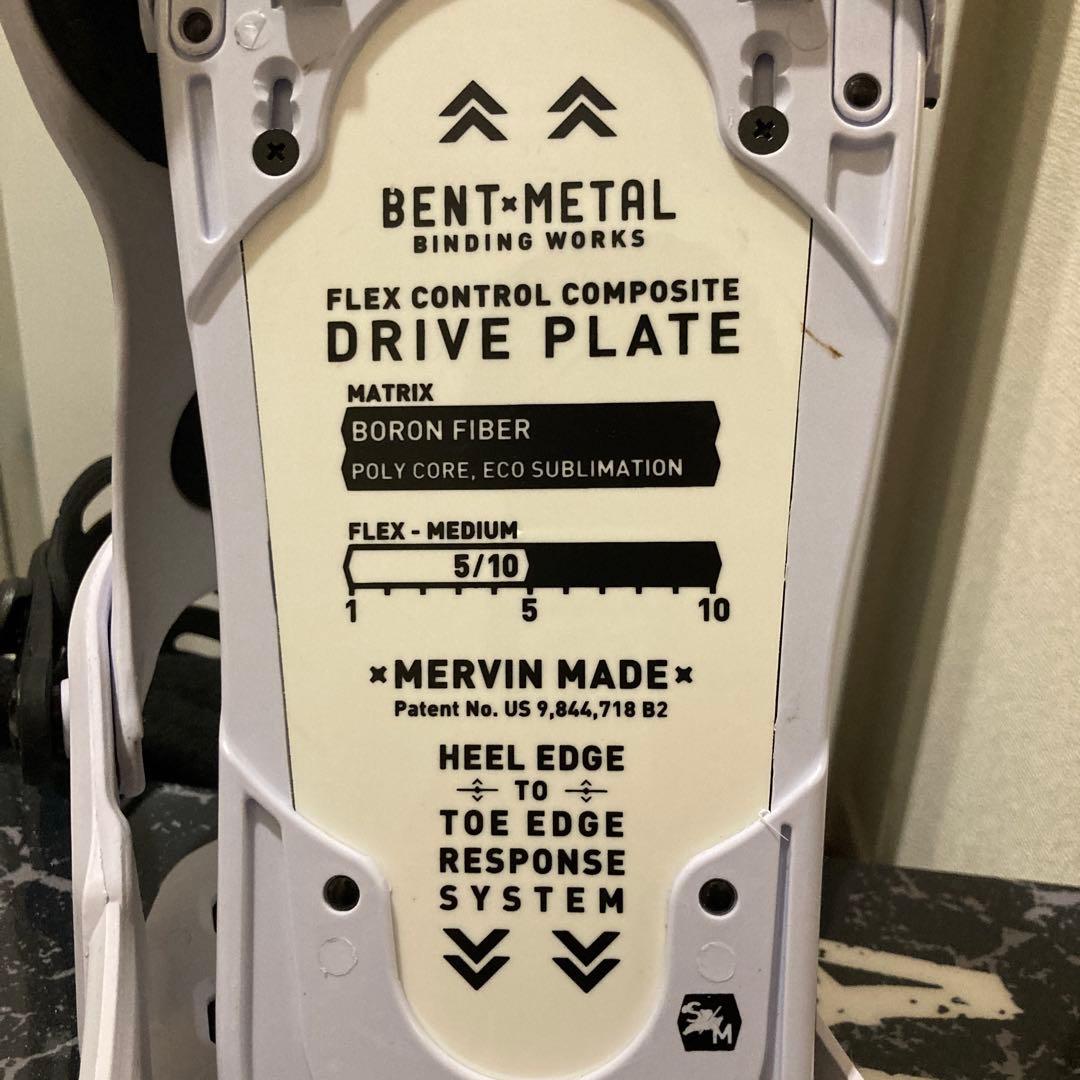 BENT×METAL
BINDING WORKS
FLEX CONTROL COMPOSITE
DRIVE PLATE
MATRIX
BORON FIBER
POLY CORE, ECO SUBLIMATION
FLEX - MEDIUM
5/10
1 5 10
×MERVIN MADE×
Patent No. US 9,844,718 B2
HEEL EDGE
TO
TOE EDGE
RESPONSE
SYSTEM
S×M